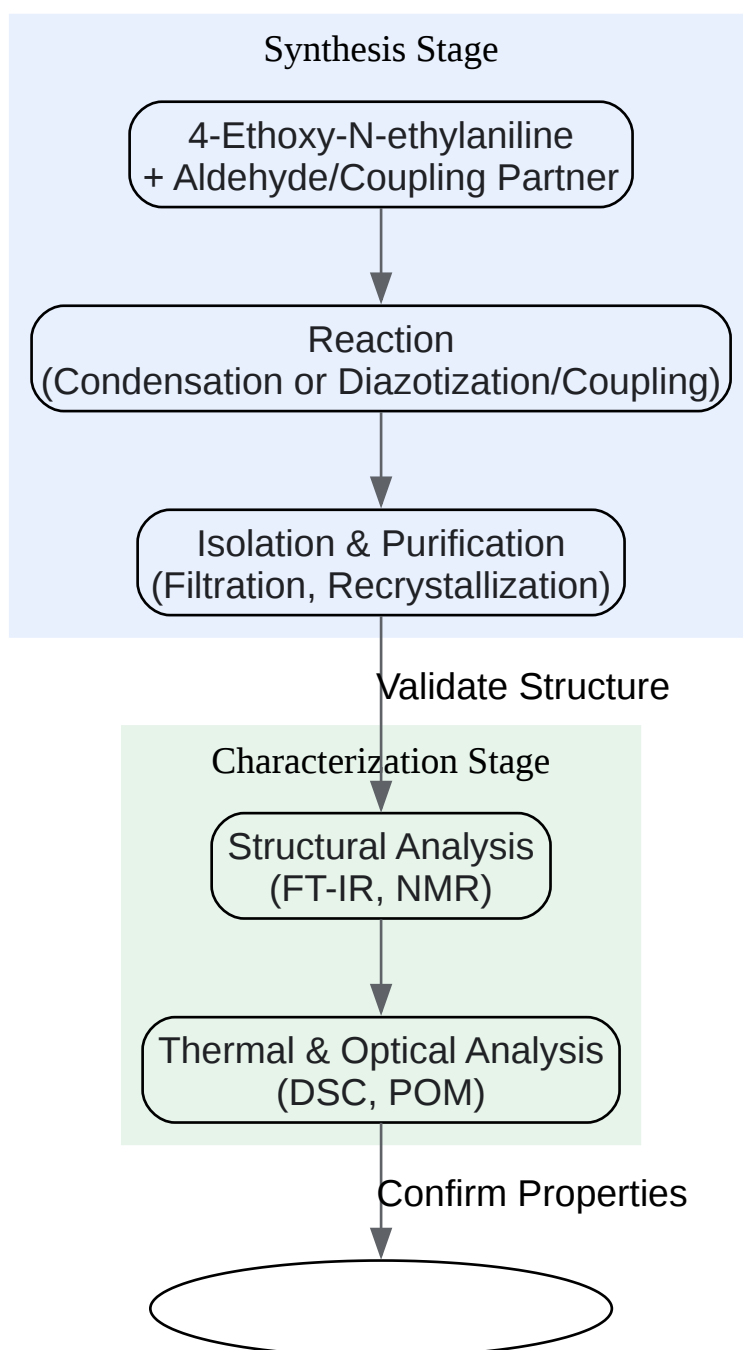 Synthesis Stage
4-Ethoxy-N-ethylaniline
+ Aldehyde/Coupling Partner
Reaction
(Condensation or Diazotization/Coupling)
Isolation & Purification
(Filtration, Recrystallization)
Validate Structure
Characterization Stage
Structural Analysis
(FT-IR, NMR)
Thermal & Optical Analysis
(DSC, POM)
Confirm Properties